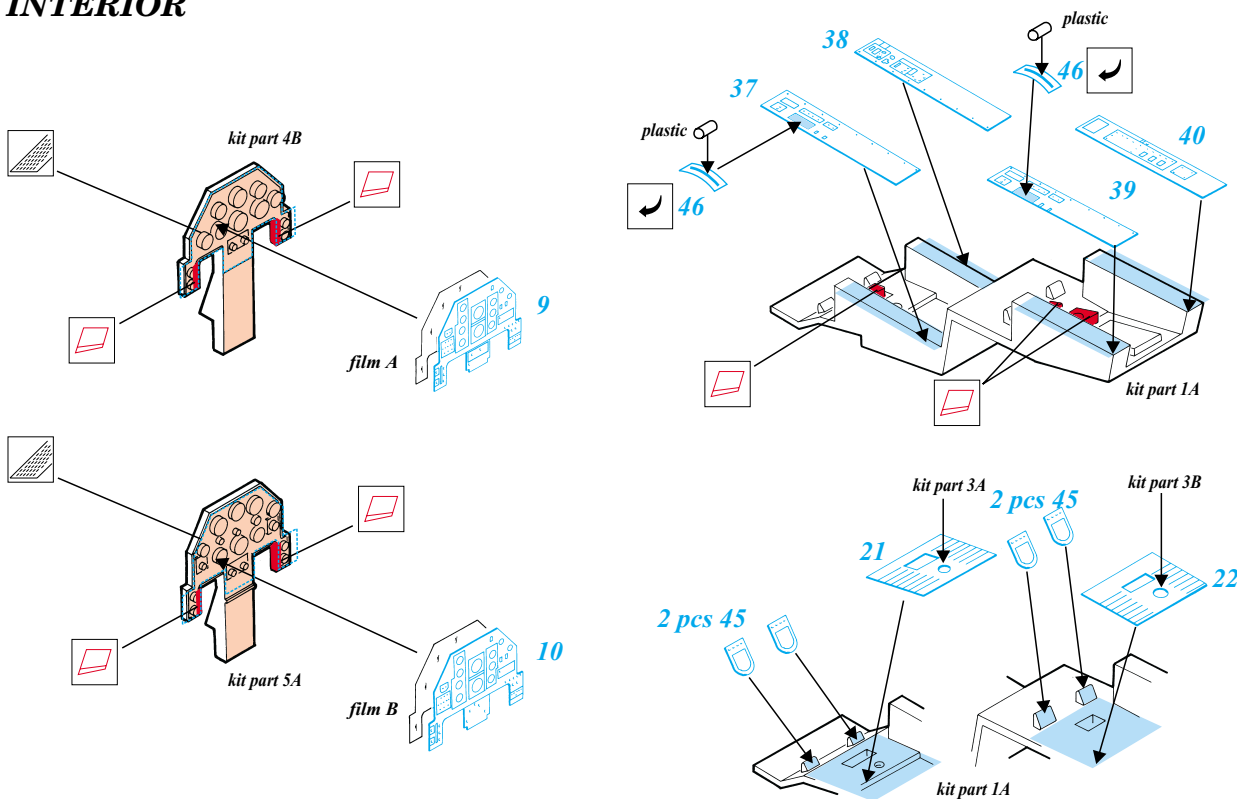 INTERIOR
kit part 4B
9
film A
kit part 5A
10
film B
plastic
38
46
37
plastic
40
46
39
kit part 1A
kit part 3A
2 pcs 45
kit part 3B
21
22
2 pcs 45
kit part 1A